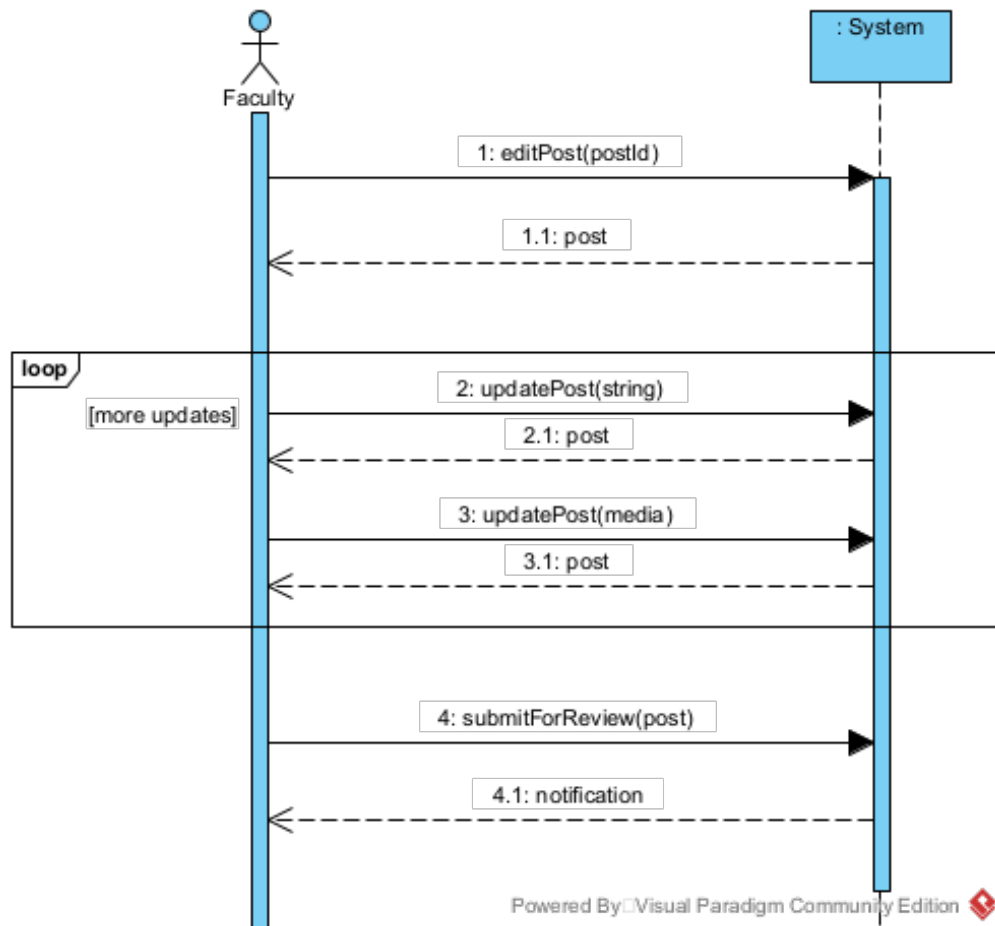 : System
Faculty
1: editPost(postId)
1.1: post
loop
2: updatePost(string)
[more updates]
2.1: post
3: updatePost(media)
3.1: post
4: submitForReview(post)
4.1: notification
Powered By□Visual Paradigm Community Edition